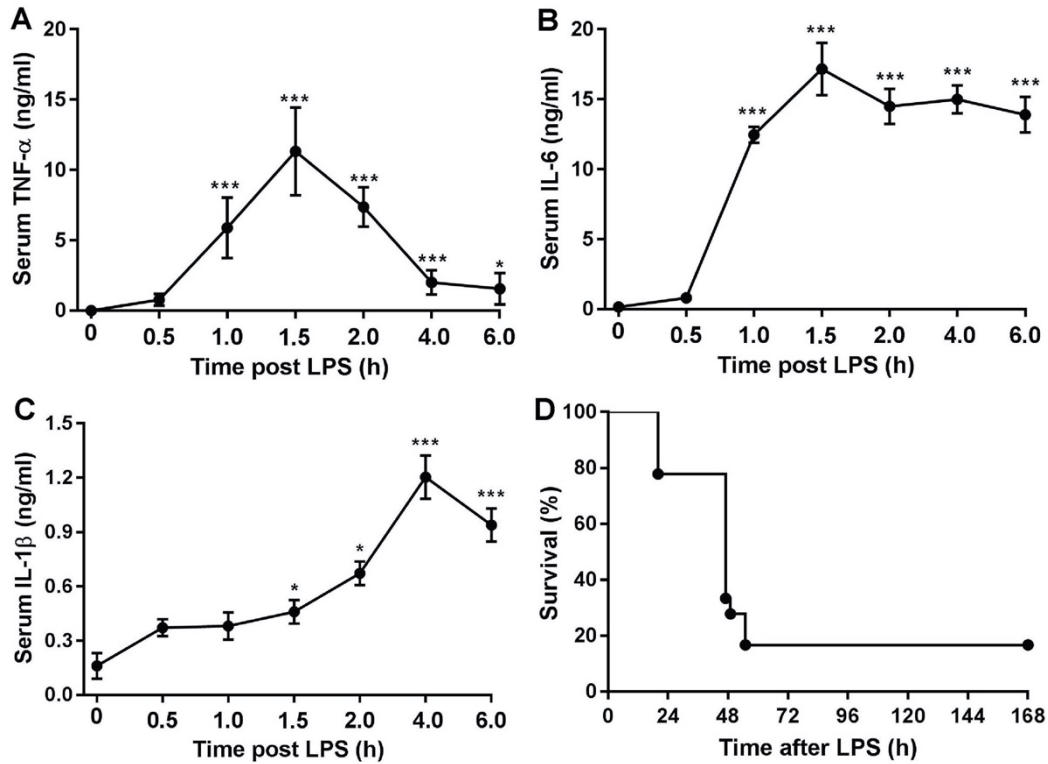 A
Serum TNF-α (ng/ml)
20
15
10
5
0
***
***
***
***
*
0 0.5 1.0 1.5 2.0 4.0 6.0
Time post LPS (h)
B
Serum IL-6 (ng/ml)
20
15
10
5
0
***
***
***
***
***
0 0.5 1.0 1.5 2.0 4.0 6.0
Time post LPS (h)
C
Serum IL-1β (ng/ml)
1.5
1.2
0.9
0.6
0.3
0.0
*
*
***
***
0 0.5 1.0 1.5 2.0 4.0 6.0
Time post LPS (h)
D
Survival (%)
100
80
60
40
20
0
0 24 48 72 96 120 144 168
Time after LPS (h)